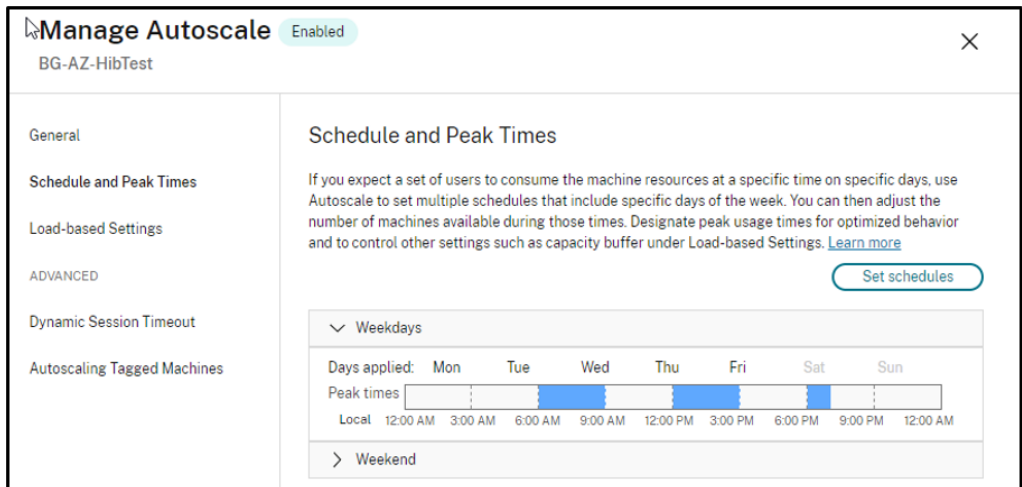 Manage Autoscale Enabled
BG-AZ-HibTest
General
Schedule and Peak Times
Load-based Settings
ADVANCED
Dynamic Session Timeout
Autoscaling Tagged Machines
Schedule and Peak Times
If you expect a set of users to consume the machine resources at a specific time on specific days, use
Autoscale to set multiple schedules that include specific days of the week. You can then adjust the
number of machines available during those times. Designate peak usage times for optimized behavior
and to control other settings such as capacity buffer under Load-based Settings. Learn more
Set schedules
Weekdays
Days applied: Mon Tue Wed Thu Fri Sat Sun
Peak times
Local 12:00 AM 3:00 AM 6:00 AM 9:00 AM 12:00 PM 3:00 PM 6:00 PM 9:00 PM 12:00 AM
Weekend